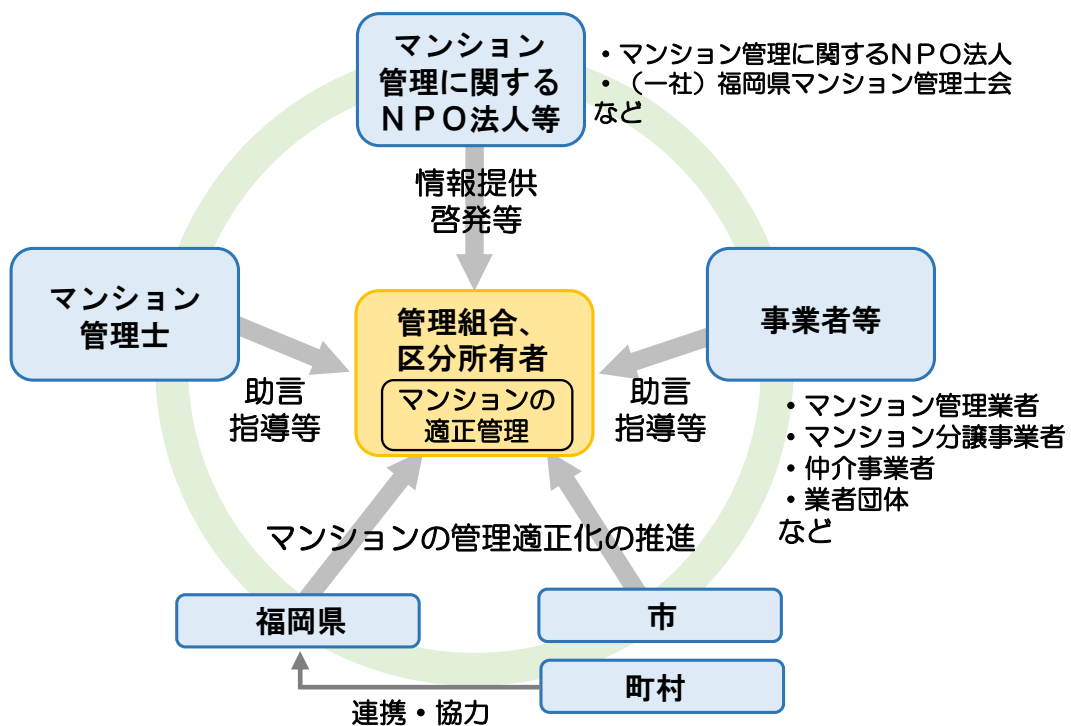 マンション
管理に関する
ＮＰＯ法人等
・マンション管理に関するＮＰＯ法人
・（一社）福岡県マンション管理士会
など
情報提供
啓発等
マンション
管理士
助言
指導等
管理組合、
区分所有者
マンションの
適正管理
事業者等
助言
指導等
・マンション管理業者
・マンション分譲事業者
・仲介事業者
・業者団体
など
マンションの管理適正化の推進
福岡県
市
町村
連携・協力